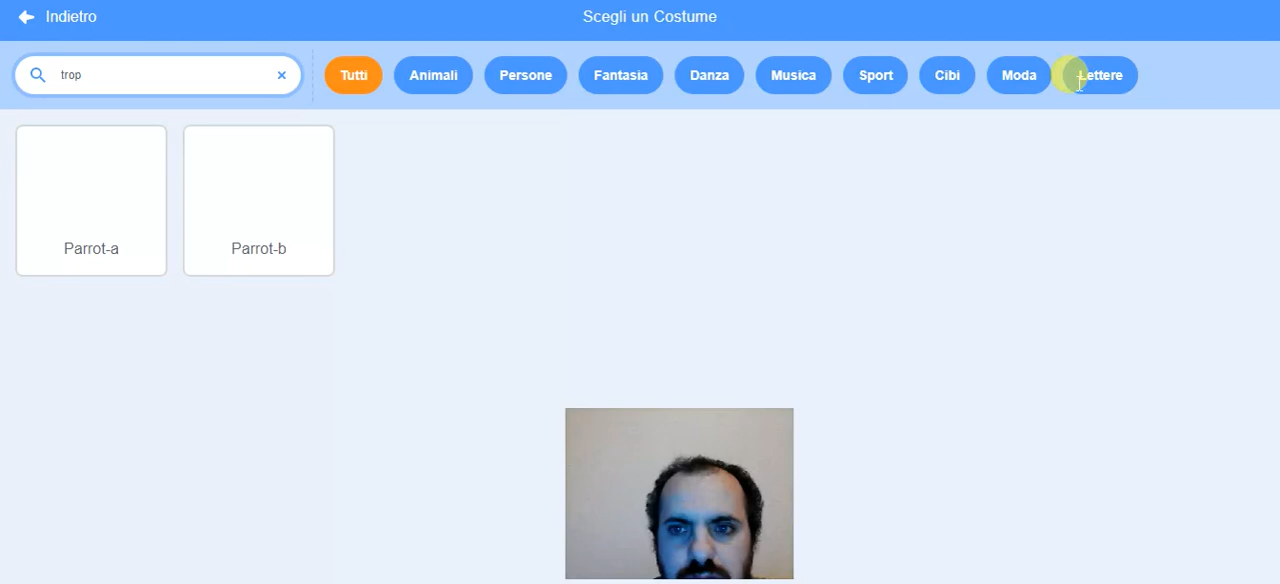 Indietro
Scegli un Costume
trop
Tutti
Animali
Persone
Fantasia
Danza
Musica
Sport
Cibi
Moda
Lettere
Parrot-a
Parrot-b